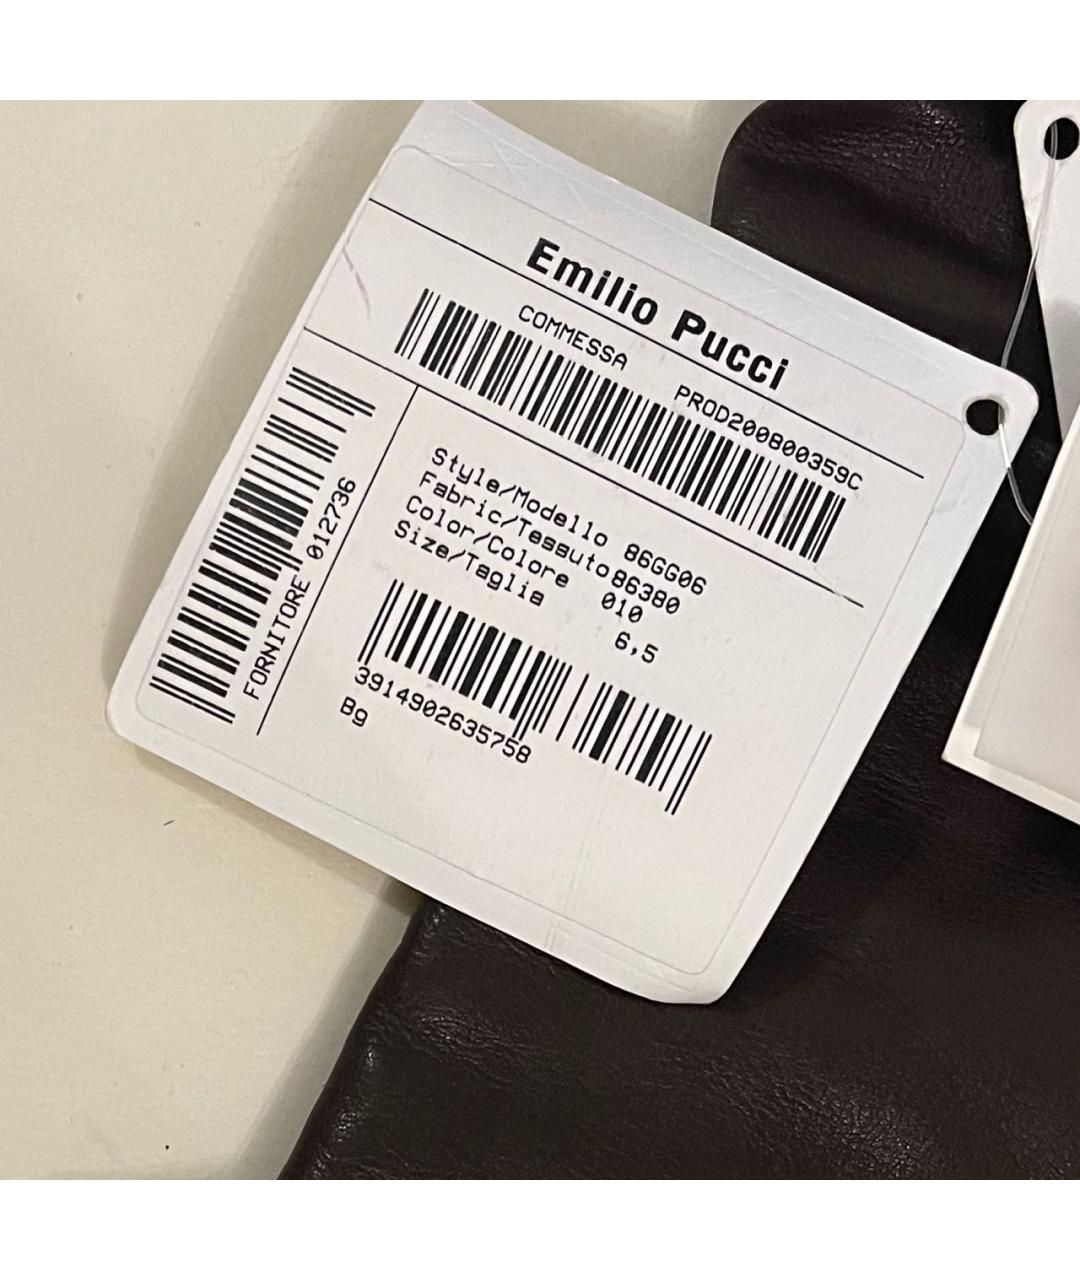 Emilio Pucci
COMMESSA PROD200800359C
Style/Modello 86GG06
Fabric/Tessuto 86380
Color/Colore 010
Size/Taglia 6,5
3914902635758
Bg
FORNITORE 012736